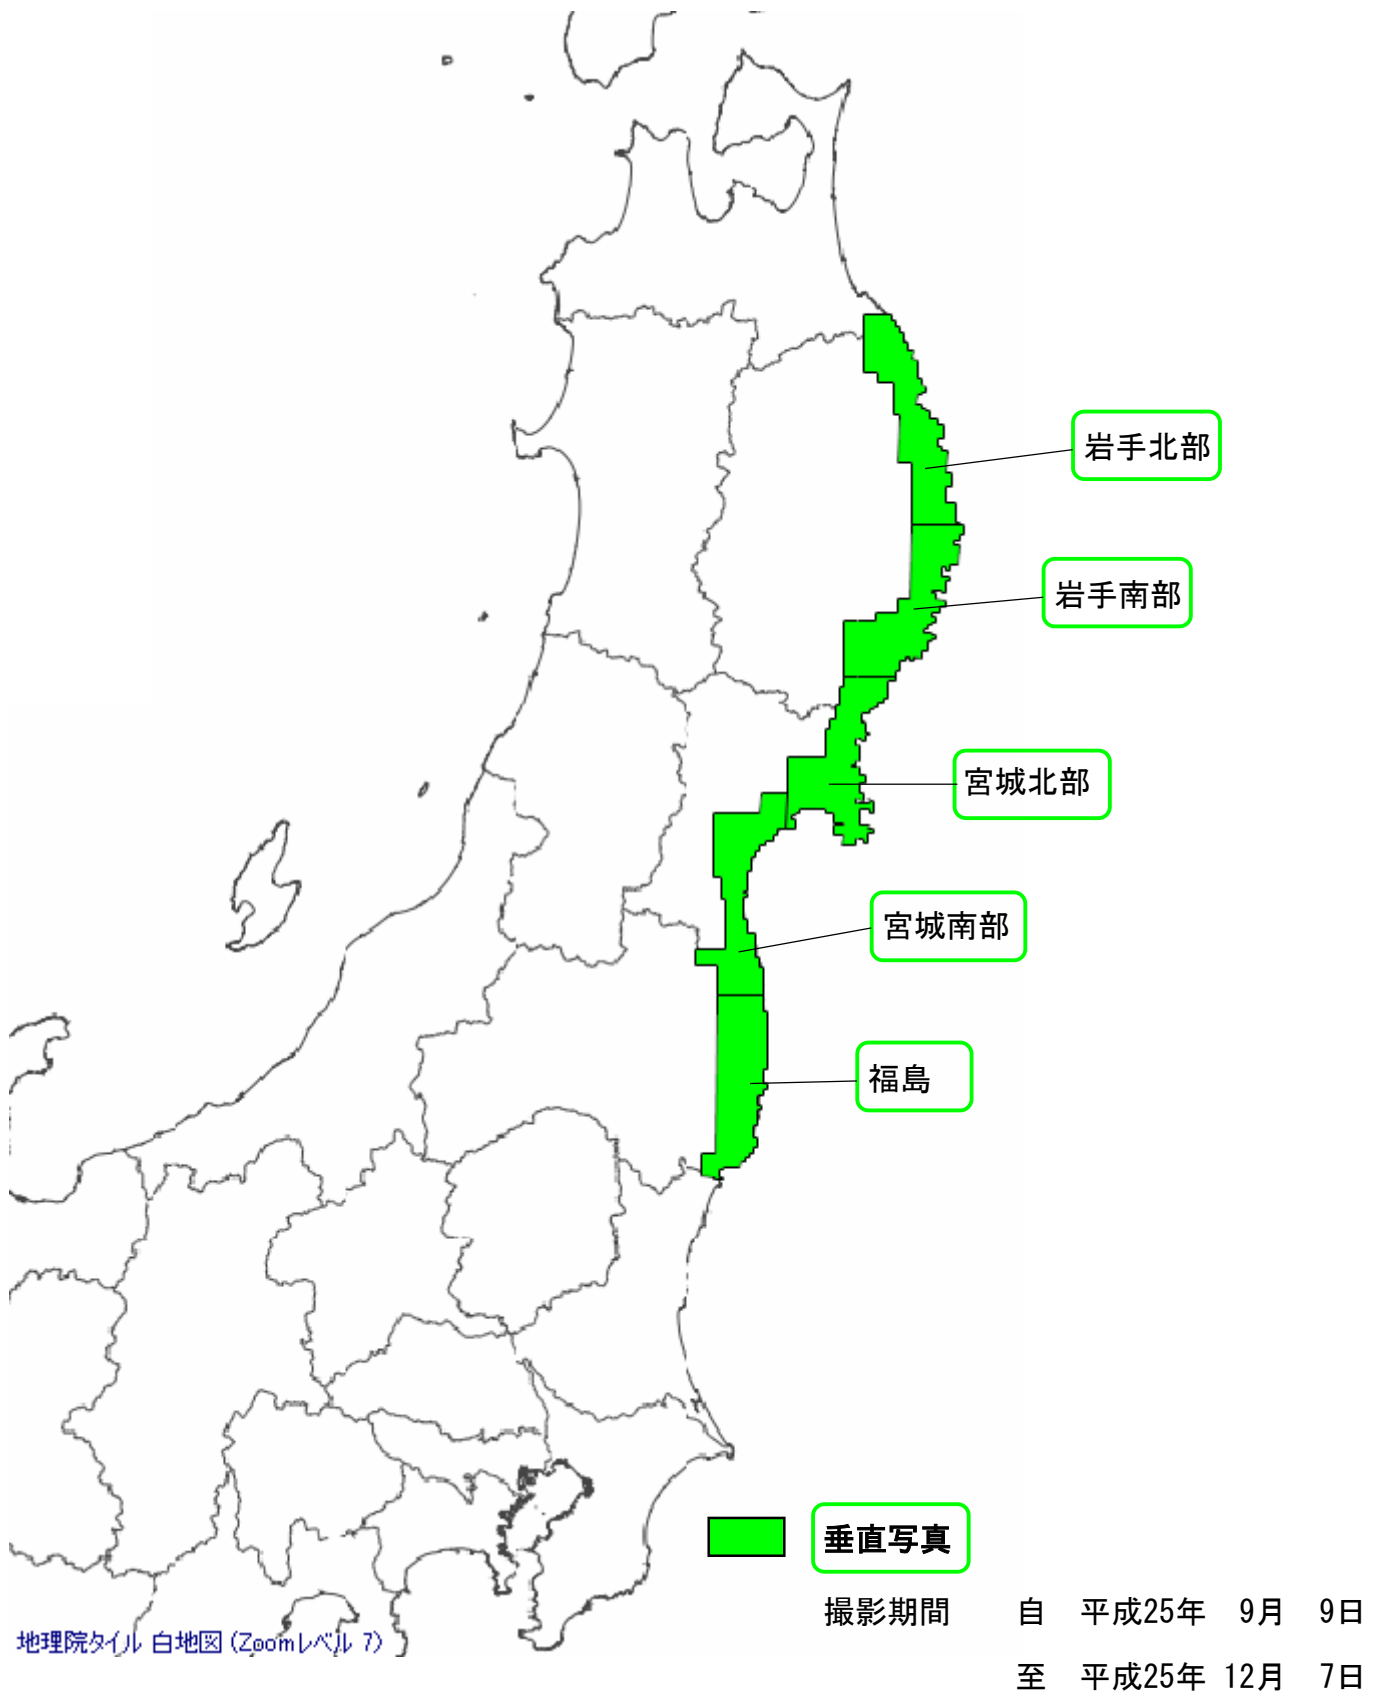 岩手北部
岩手南部
宮城北部
宮城南部
福島
垂直写真
撮影期間 自 平成25年 9月 9日
至 平成25年 12月 7日
地理院タイル 白地図 (Zoomレベル 7)